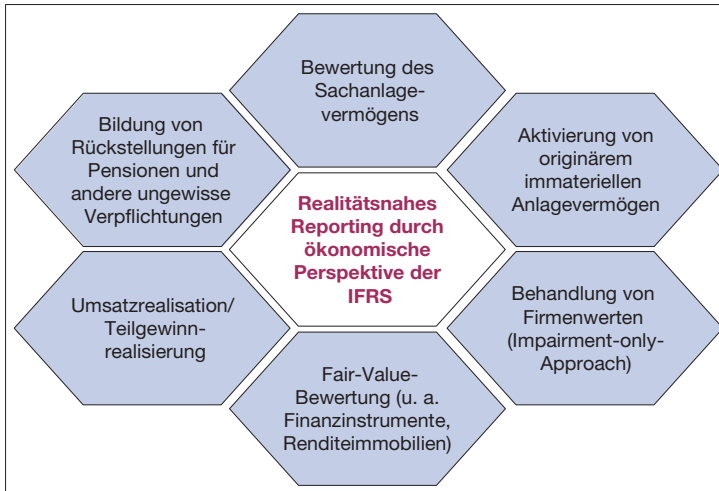 Bewertung des
Sachanlage-
vermögens
Bildung von
Rückstellungen für
Pensionen und
andere ungewisse
Verpflichtungen
Aktivierung von
originärem
immateriellen
Anlagevermögen
Realitätsnahes
Reporting durch
ökonomische
Perspektive der
IFRS
Umsatzrealisation/
Teilgewinn-
realisierung
Behandlung von
Firmenwerten
(Impairment-only-
Approach)
Fair-Value-
Bewertung (u. a.
Finanzinstrumente,
Renditeimmobilien)